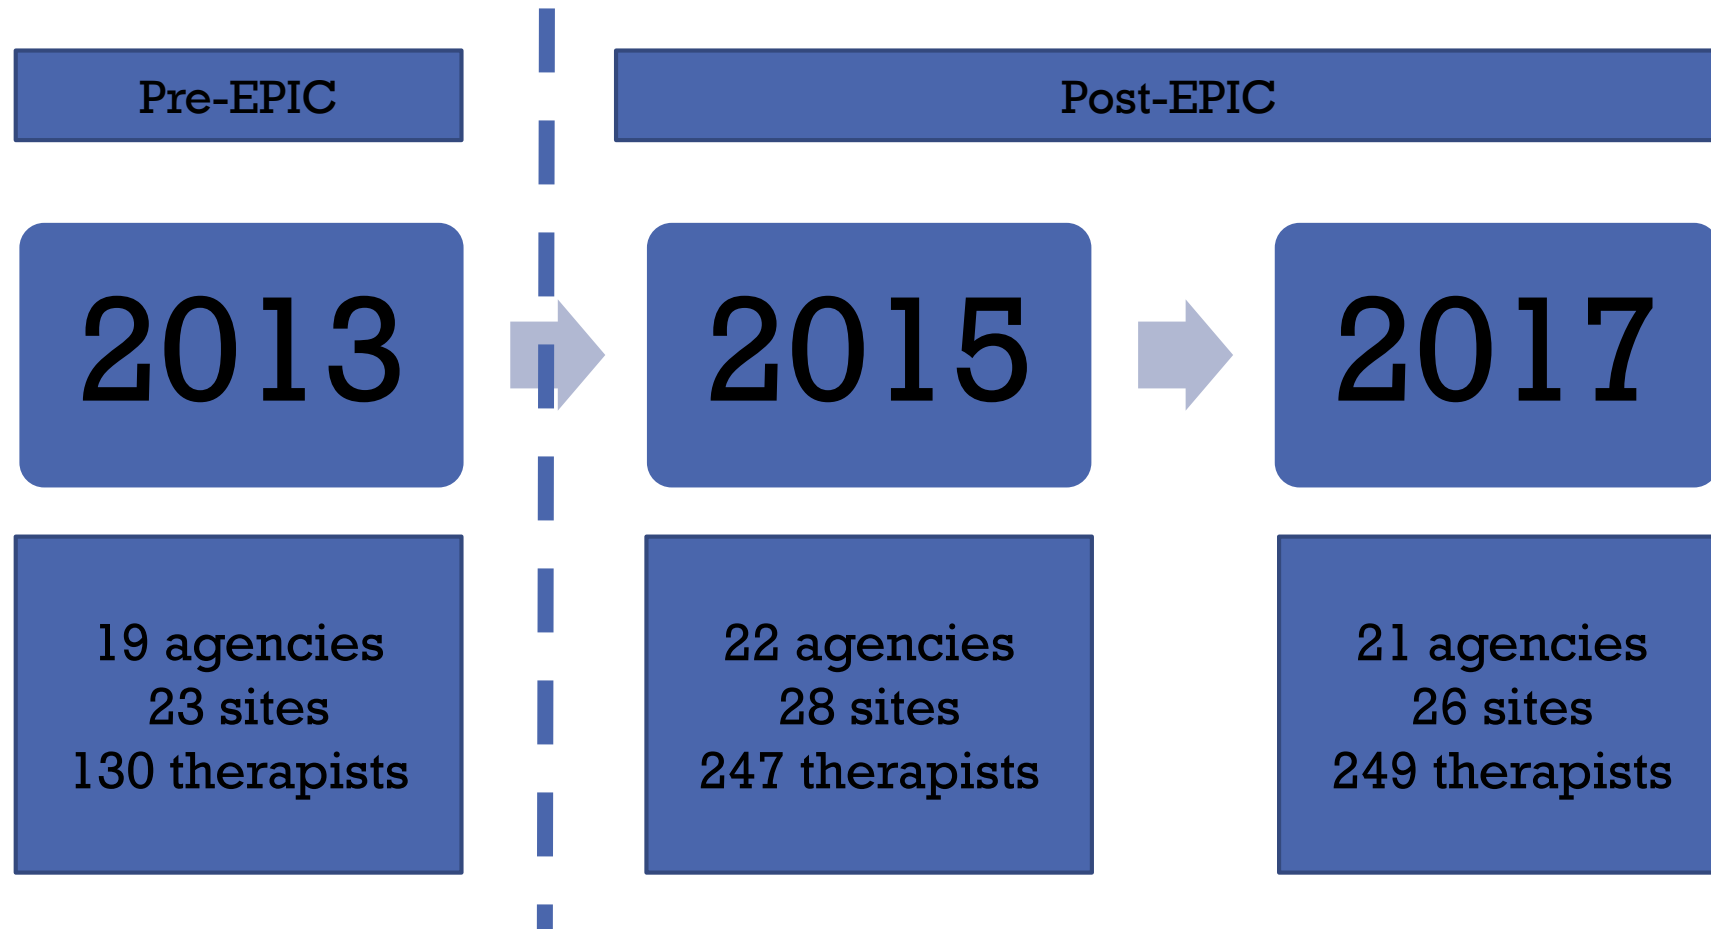 Pre-EPIC
Post-EPIC
2013
2015
2017
19 agencies
23 sites
130 therapists
22 agencies
28 sites
247 therapists
21 agencies
26 sites
249 therapists